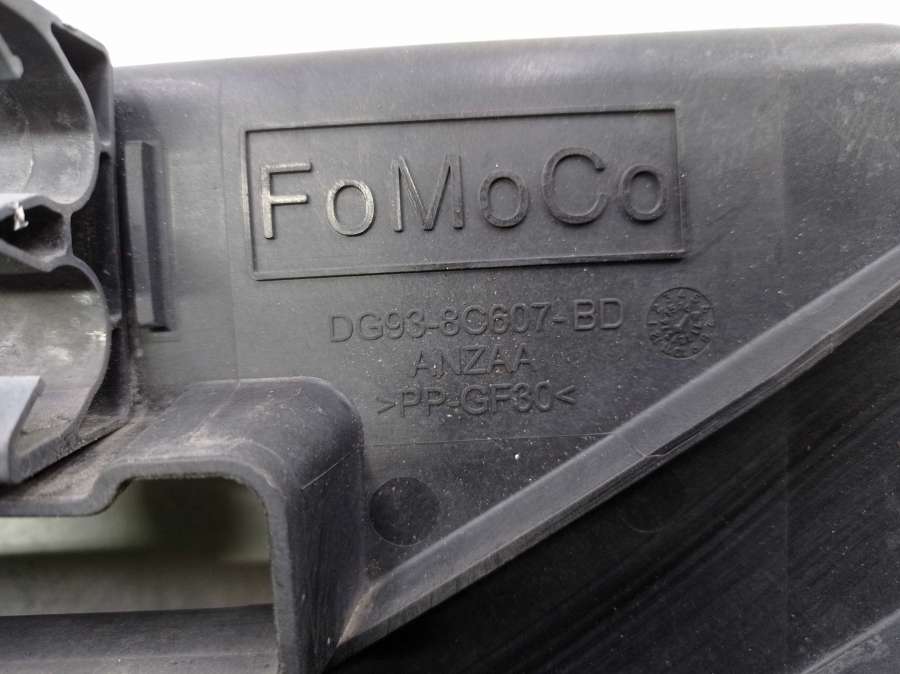 FoMoCo
DG93-8C607-BD
ANZAA
>PP-GF30<